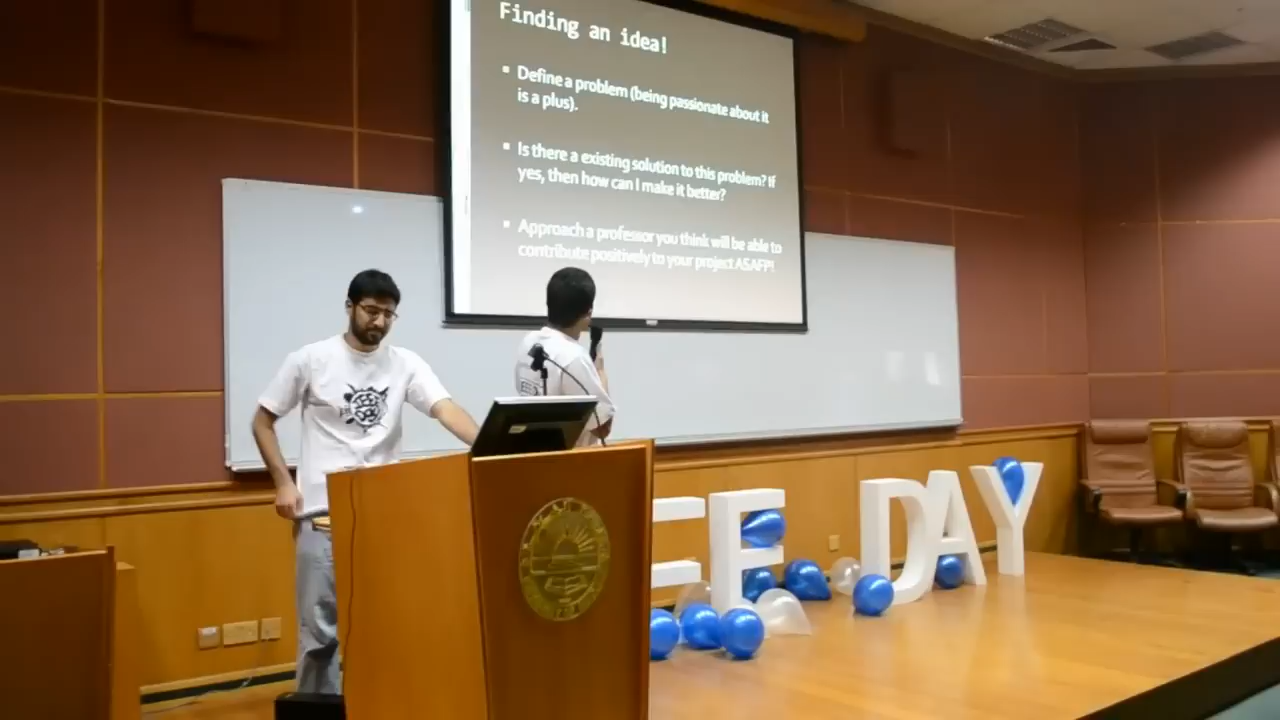 Finding an idea!
Define a problem (being passionate about it
is a plus).
Is there a existing solution to this problem? If
yes, then how can I make it better?
Approach a professor you think will be able to
contribute positively to your project ASAFP!
E DAY